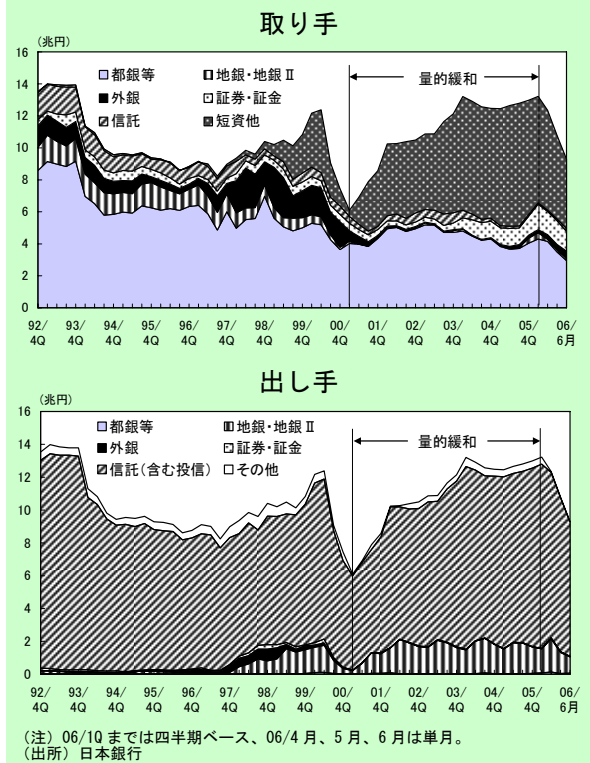 取り手
(兆円)
16
14
12
10
8
6
4
2
0
都銀等 地銀・地銀Ⅱ
外銀 証券・証金
信託 短資他
量的緩和
92/ 93/ 94/ 95/ 96/ 97/ 98/ 99/ 00/ 01/ 02/ 03/ 04/ 05/ 06/
4Q 4Q 4Q 4Q 4Q 4Q 4Q 4Q 4Q 4Q 4Q 4Q 4Q 4Q 6月
出し手
(兆円)
16
14
12
10
8
6
4
2
0
都銀等 地銀・地銀Ⅱ
外銀 証券・証金
信託(含む投信) その他
量的緩和
92/ 93/ 94/ 95/ 96/ 97/ 98/ 99/ 00/ 01/ 02/ 03/ 04/ 05/ 06/
4Q 4Q 4Q 4Q 4Q 4Q 4Q 4Q 4Q 4Q 4Q 4Q 4Q 4Q 6月
(注) 06/1Q までは四半期ベース、06/4 月、5 月、6 月は単月。
(出所) 日本銀行